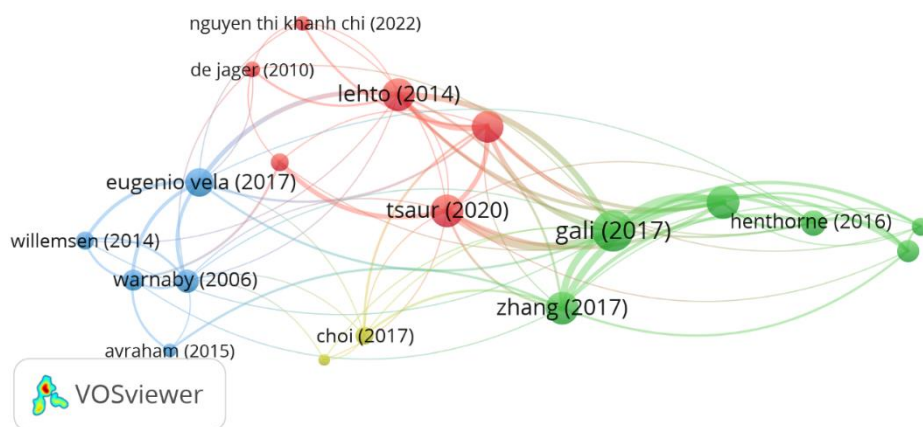 nguyen thi khanh chi (2022)
de jager (2010)
lehto (2014)
eugenio vela (2017)
tsaur (2020)
gali (2017)
henthorne (2016)
willemsen (2014)
warnaby (2006)
zhang (2017)
choi (2017)
avraham (2015)
VOSviewer